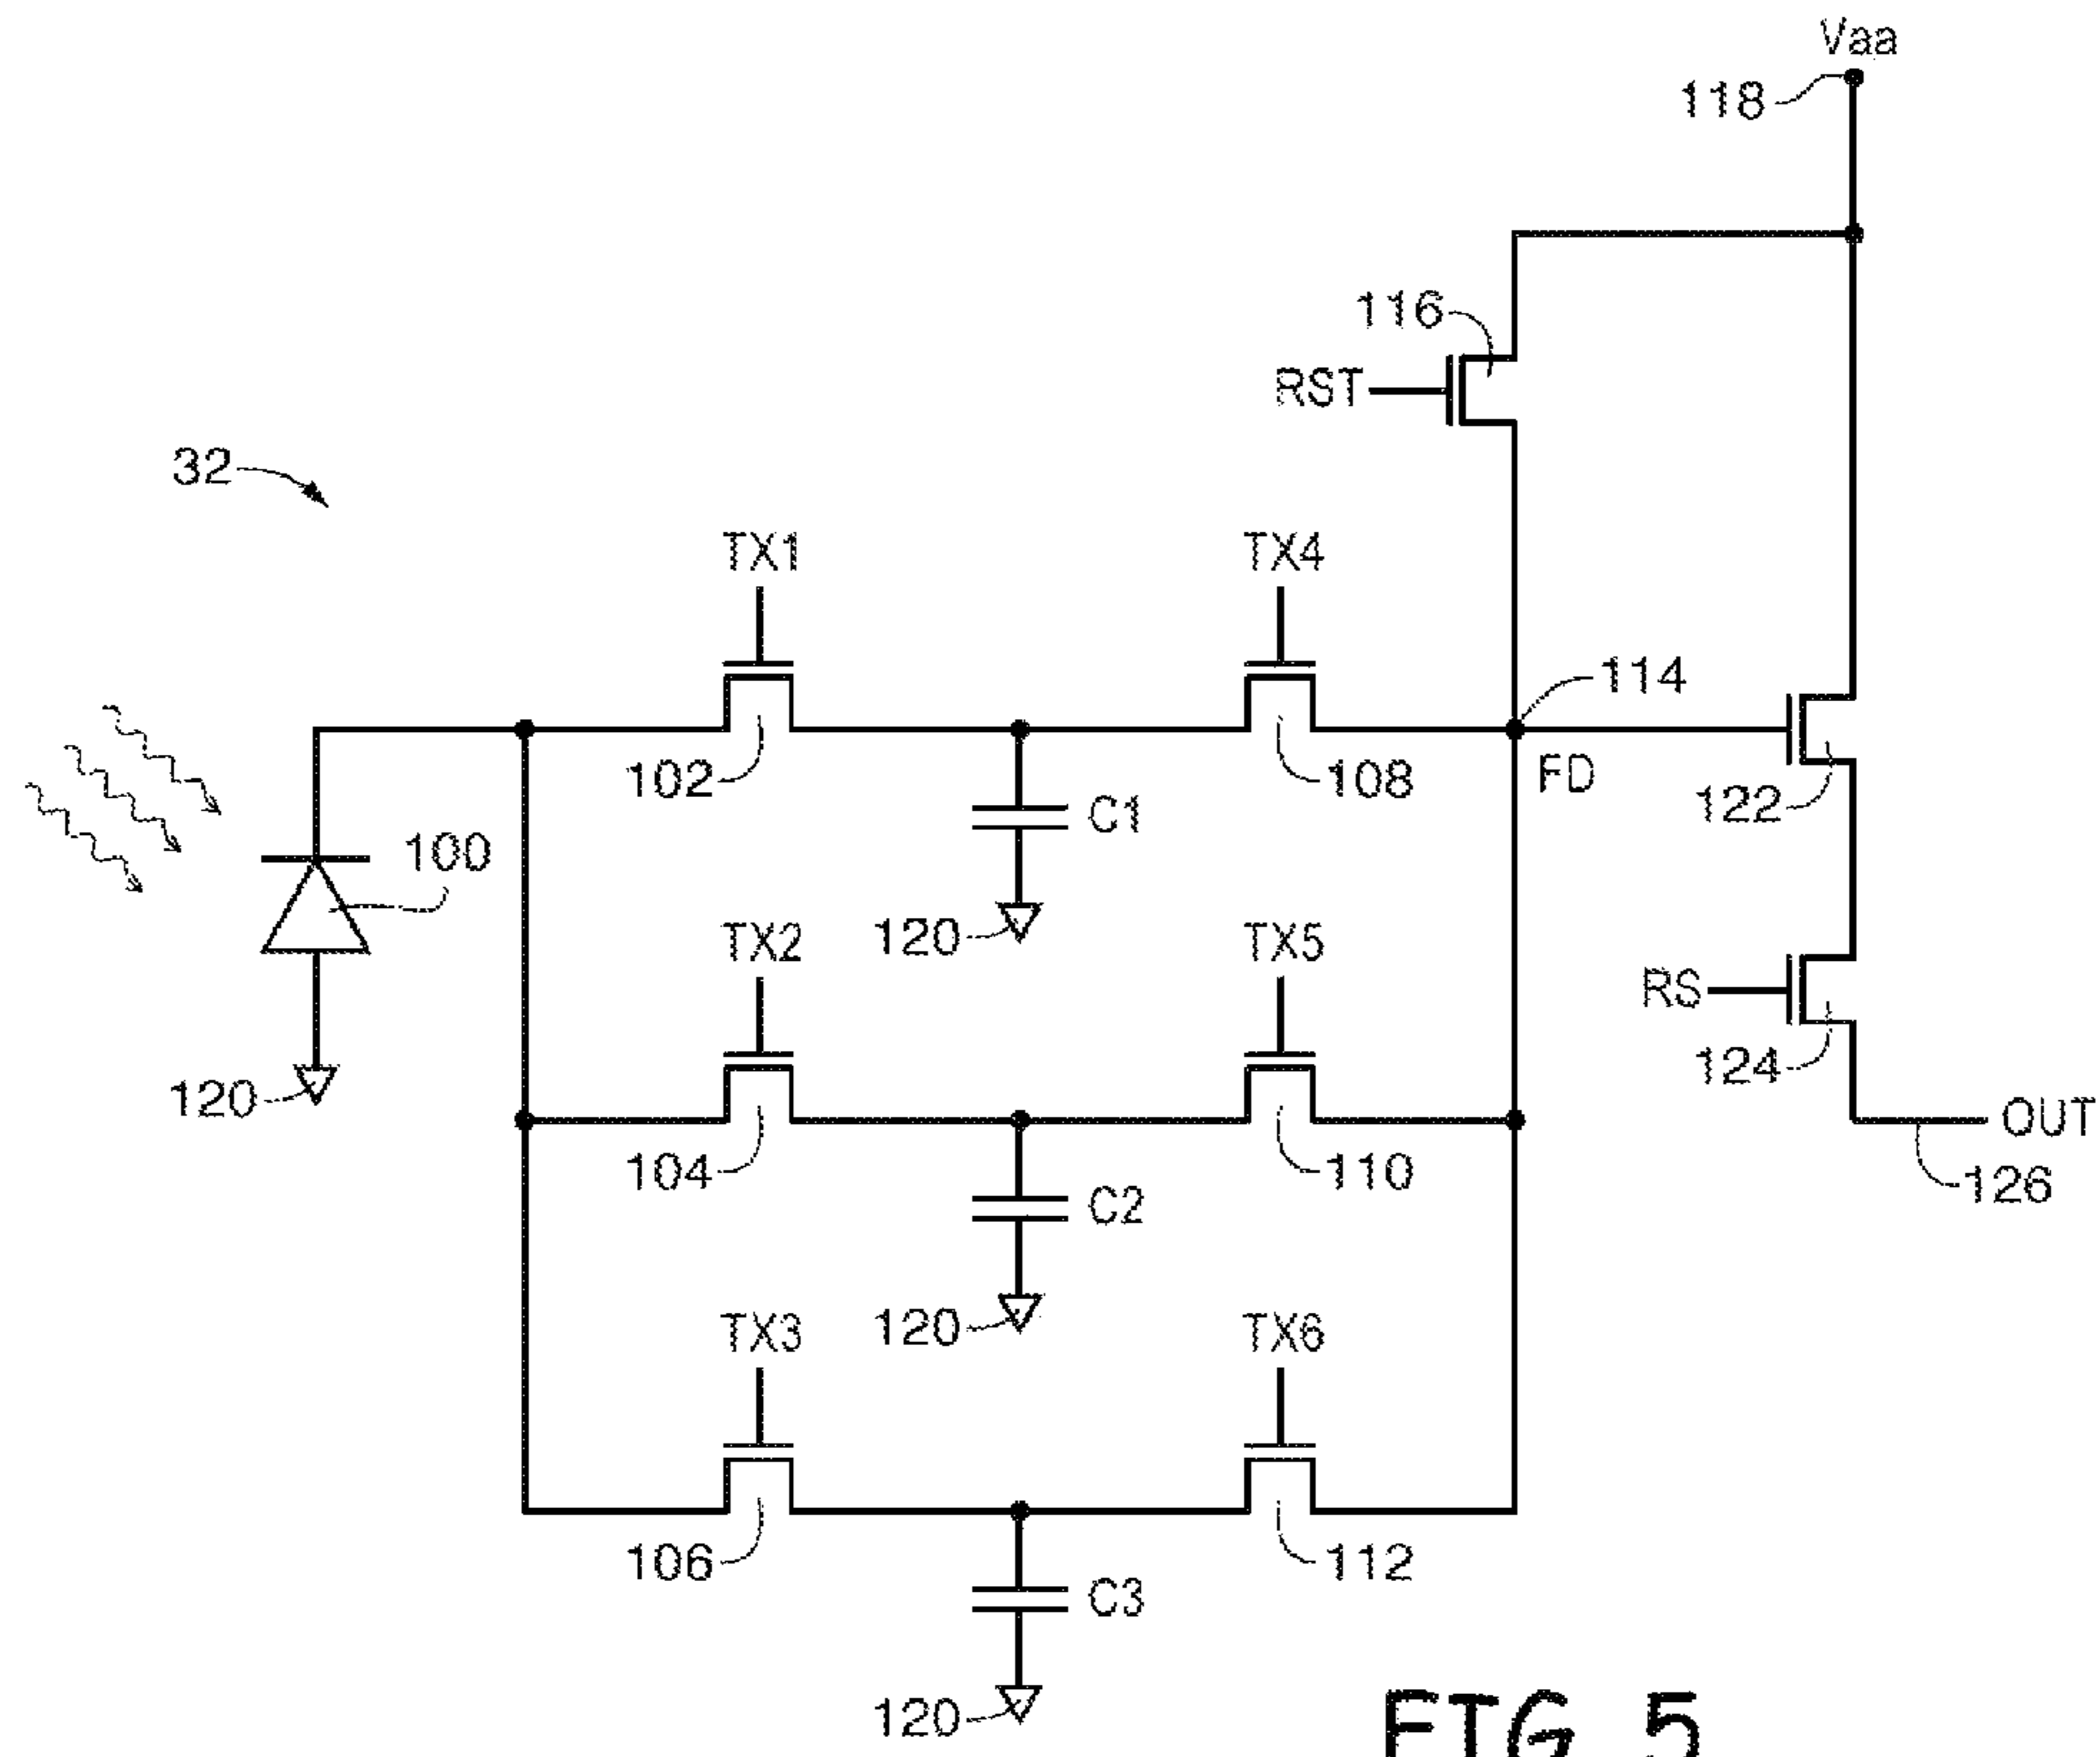 Vaa
118
116
RST
32
TX1
TX4
114
102
108
FD
122
C1
100
120
TX2
TX5
RS
124
120
OUT
104
110
126
C2
120
TX3
TX6
106
112
C3
120
FIG. 5